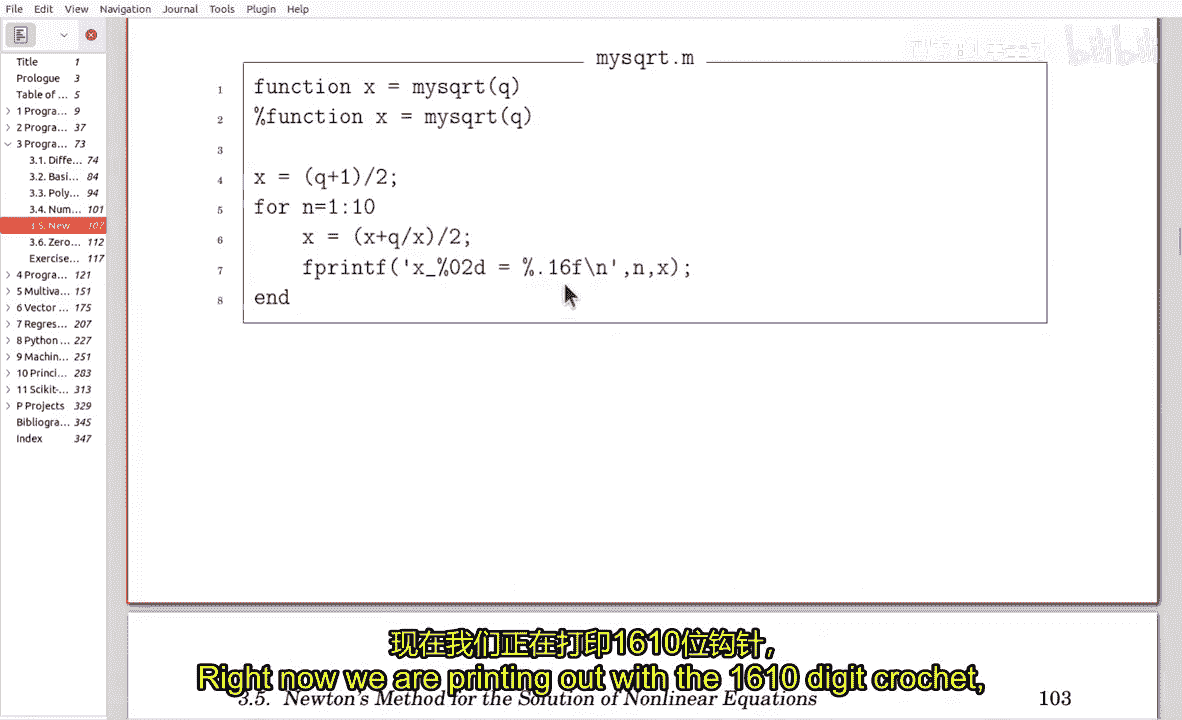 File Edit View Navigation Journal Tools Plugin Help
Title 1
Prologue 3
Table of ... 5
1 Progra... 9
2 Progra... 37
3 Progra... 73
3.1. Diffe... 74
3.2. Basi... 84
3.3. Poly... 94
3.4. Num... 101
3.5. New 102
3.6. Zero... 112
Exercise... 117
4 Progra... 121
5 Multiva... 151
6 Vector ... 175
7 Regres... 207
8 Python ... 227
9 Machin... 251
10 Princi... 283
11 Scikit-... 313
P Projects 329
Bibliogra... 345
Index 347
mysqrt.m
1 function x = mysqrt(q)
2 %function x = mysqrt(q)
3
4 x = (q+1)/2;
5 for n=1:10
6 x = (x+q/x)/2;
7 fprintf('x_%02d = %.16f\n',n,x);
8 end
现在我们正在打印1610位钩针,
Right now we are printing out with the 1610 digit crochet,
3.5. Newton's Method for the Solution of Nonlinear Equations 103
bilibili